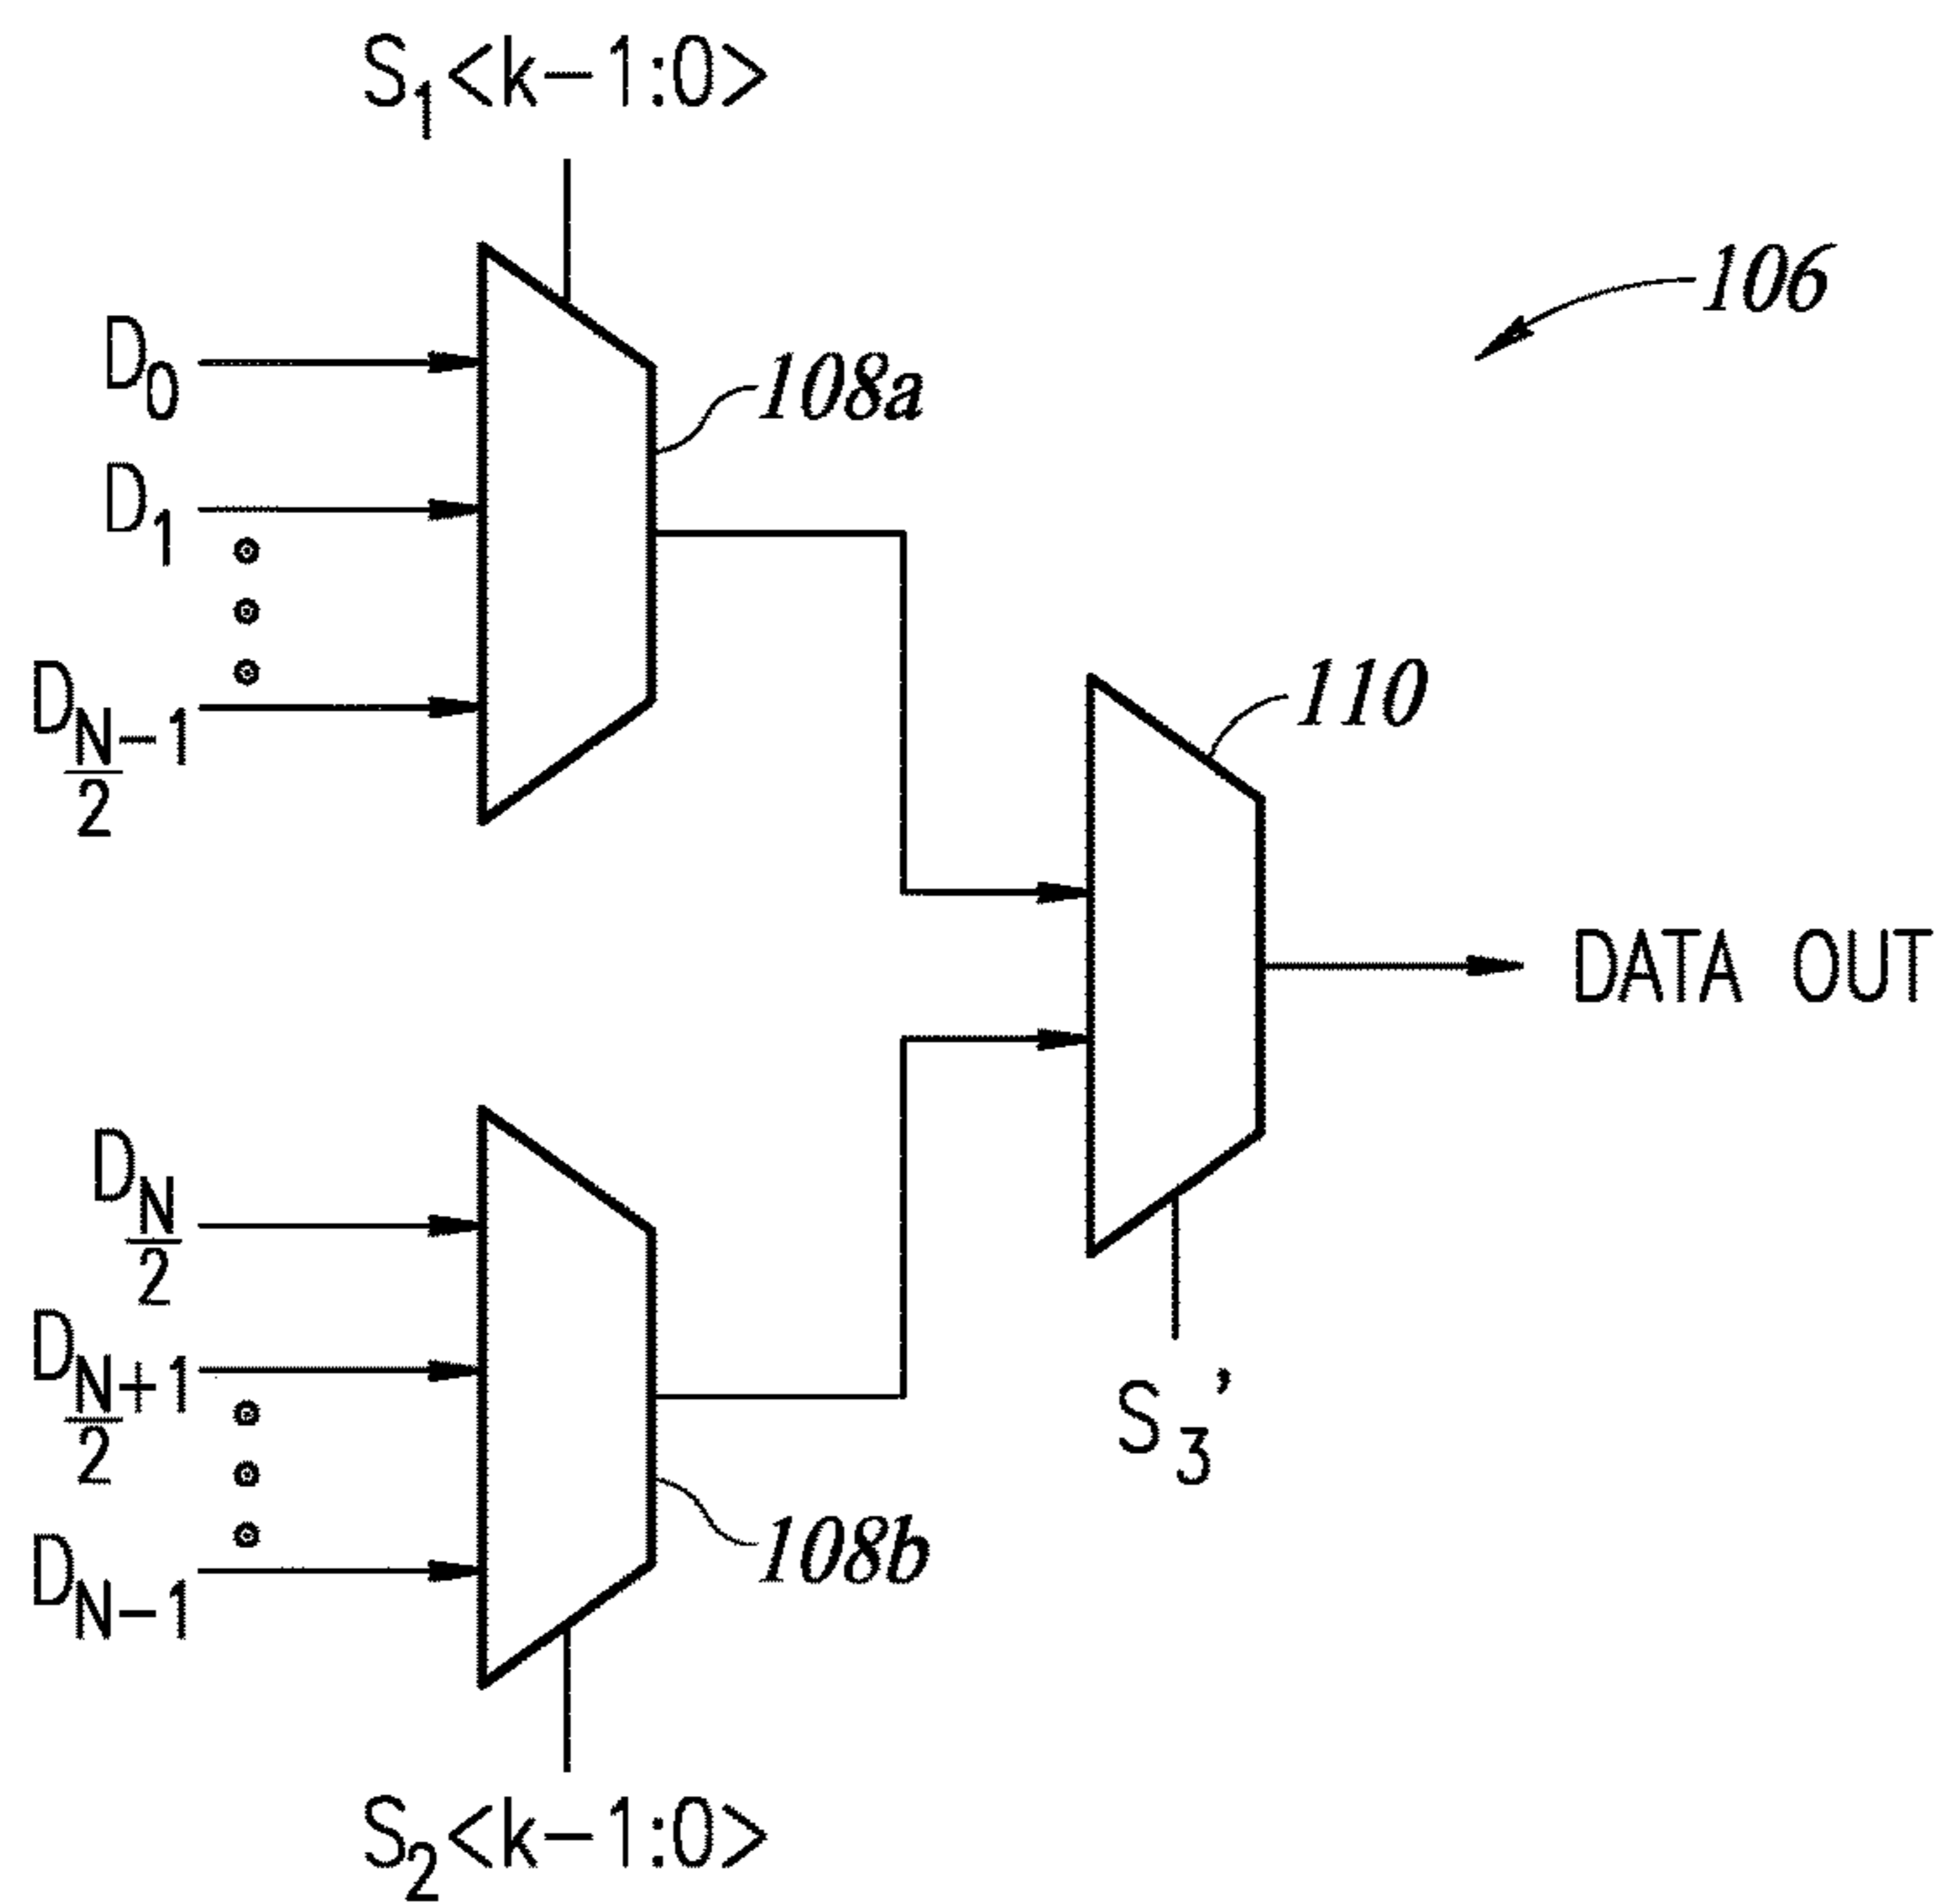 S1<k-1:0>
106
D0
108a
D1
DN/2-1
110
DATA OUT
DN/2
DN/2+1
S3'
108b
DN-1
S2<k-1:0>